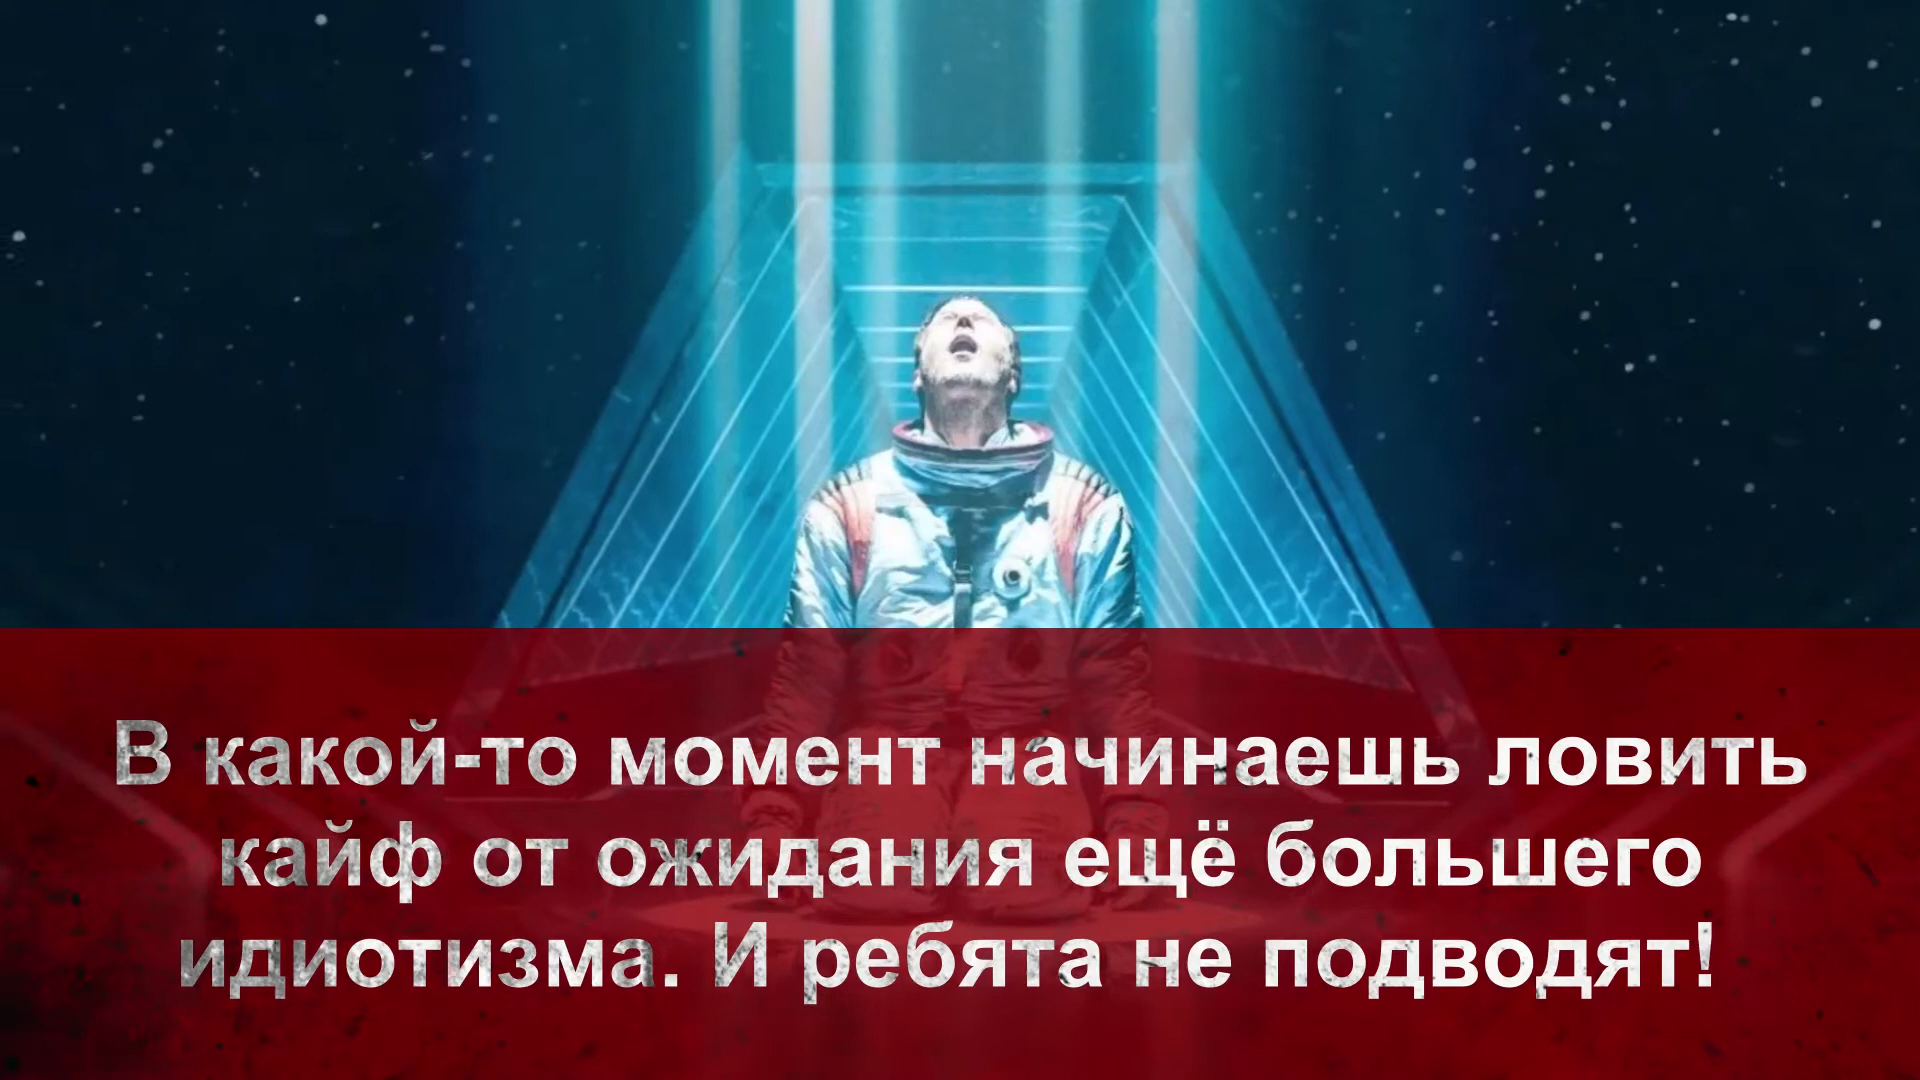 В какой-то момент начинаешь ловить
кайф от ожидания ещё большего
идиотизма. И ребята не подводят!